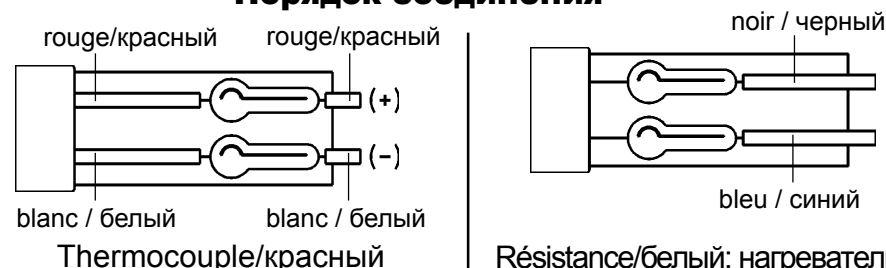 Порядок соединения
rouge/красный
rouge/красный
(+)
(-)
blanc / белый
blanc / белый
Thermocouple/красный
noir / черный
bleu / синий
Résistance/белый: нагревател